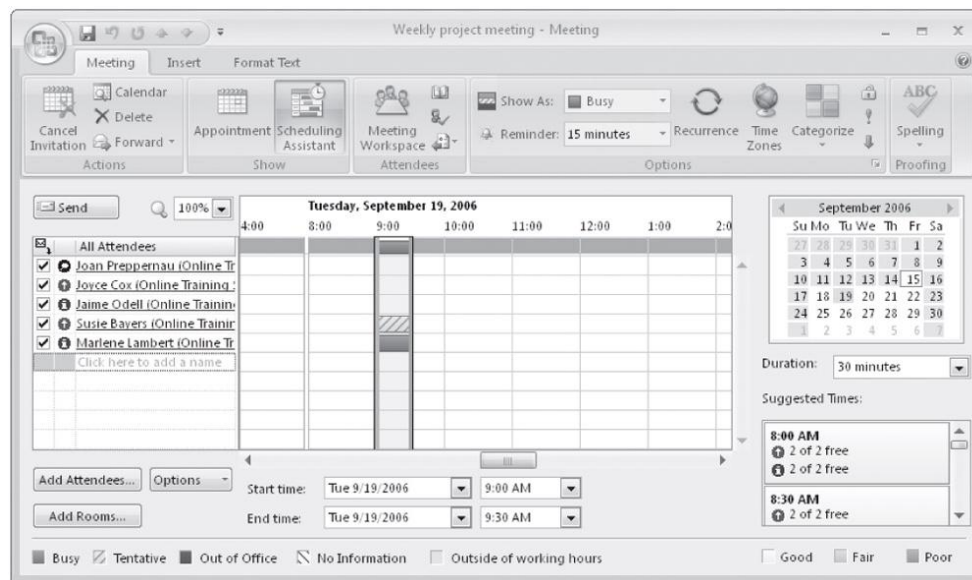 Weekly project meeting - Meeting
Meeting Insert Format Text
Cancel Invitation
Calendar
Delete
Forward
Actions
Appointment
Scheduling Assistant
Show
Meeting Workspace
Attendees
Show As: Busy
Reminder: 15 minutes
Recurrence
Time Zones
Categorize
Options
ABC
Spelling
Proofing
Send
100%
Tuesday, September 19, 2006
4:00 8:00 9:00 10:00 11:00 12:00 1:00 2:0
All Attendees
Joan Preppernau (Online Tr
Joyce Cox (Online Training
Jaime Odell (Online Training
Susie Bayers (Online Trainin
Marlene Lambert (Online Tr
Click here to add a name
Add Attendees... Options
Add Rooms...
Start time: Tue 9/19/2006 9:00 AM
End time: Tue 9/19/2006 9:30 AM
September 2006
Su Mo Tu We Th Fr Sa
27 28 29 30 31 1 2
3 4 5 6 7 8 9
10 11 12 13 14 15 16
17 18 19 20 21 22 23
24 25 26 27 28 29 30
1 2 3 4 5 6 7
Duration: 30 minutes
Suggested Times:
8:00 AM
2 of 2 free
2 of 2 free
8:30 AM
2 of 2 free
Busy Tentative Out of Office No Information Outside of working hours
Good Fair Poor